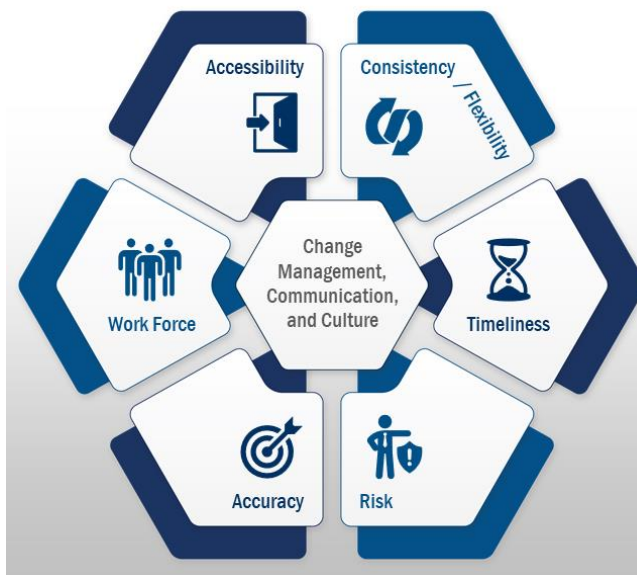 Accessibility
Consistency
/ Flexibility
Work Force
Change
Management,
Communication,
and Culture
Timeliness
Accuracy
Risk